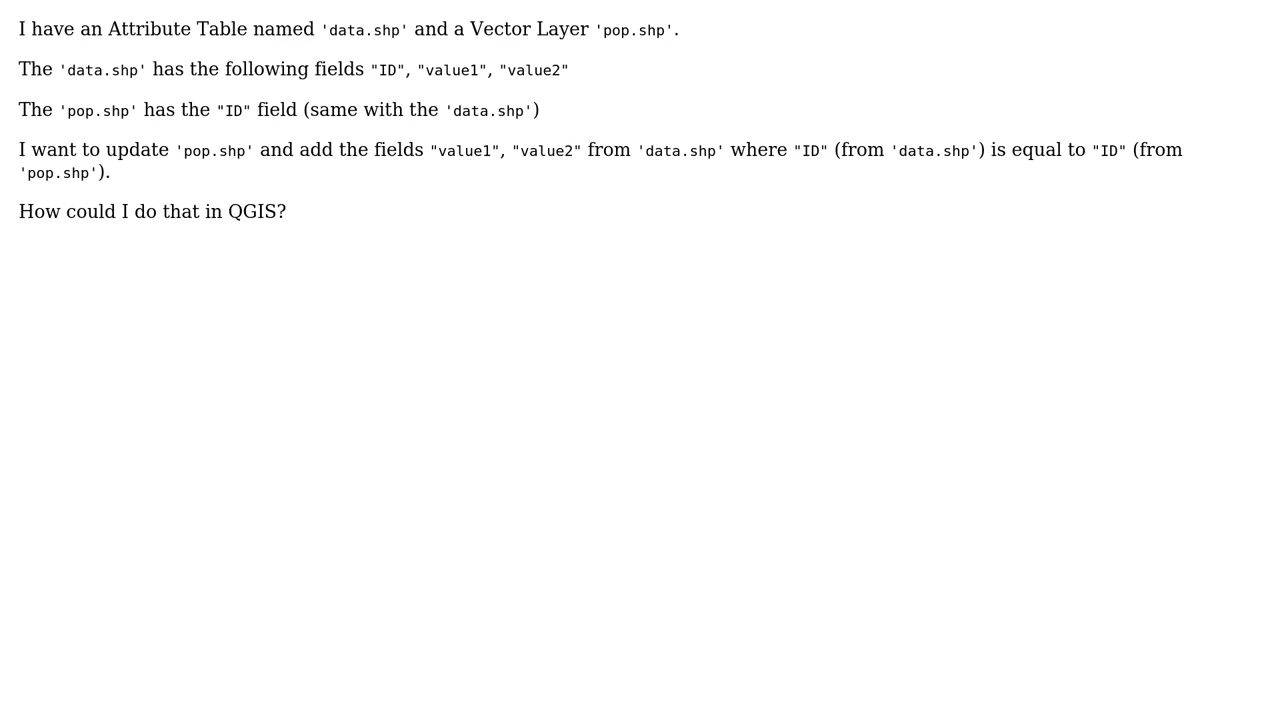 I have an Attribute Table named 'data.shp' and a Vector Layer 'pop.shp'.
The 'data.shp' has the following fields "ID", "value1", "value2"
The 'pop.shp' has the "ID" field (same with the 'data.shp')
I want to update 'pop.shp' and add the fields "value1", "value2" from 'data.shp' where "ID" (from 'data.shp') is equal to "ID" (from
'pop.shp').
How could I do that in QGIS?